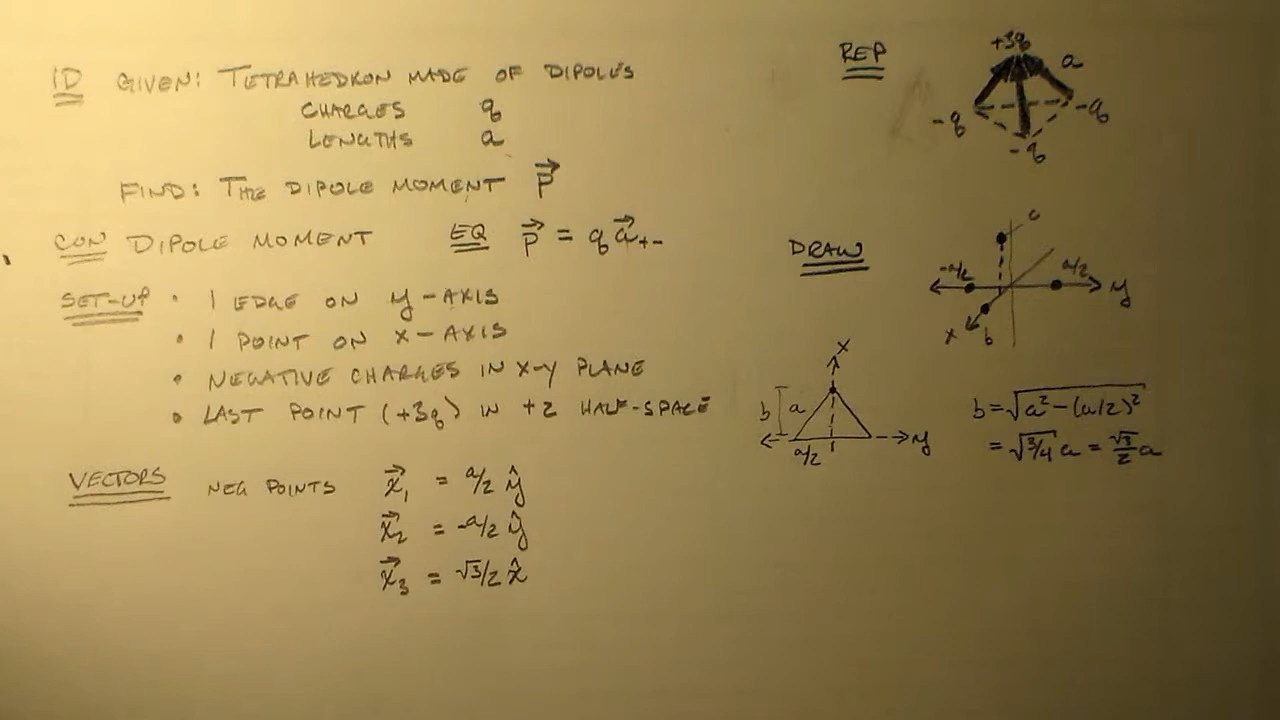 ID GIVEN: TETRAHEDRON MADE OF DIPOLES
CHARGES q
LENGTHS a
FIND: THE DIPOLE MOMENT p⃗
CON DIPOLE MOMENT EQ p⃗ = q a⃗+-
SET-UP • 1 EDGE ON y-AXIS
• 1 POINT ON X-AXIS
• NEGATIVE CHARGES IN X-Y PLANE
• LAST POINT (+3q) IN +Z HALF-SPACE
VECTORS NEG POINTS x⃗₁ = a/2 ŷ
x⃗₂ = -a/2 ŷ
x⃗₃ = √3/2 x̂
REP
+3q
a
-q
-q
-q
DRAW
c
-a/2
a/2
y
x
b
x
b
a
a/2
y
b = √(a² - (a/2)²)
= √(3/4) a = √3/2 a